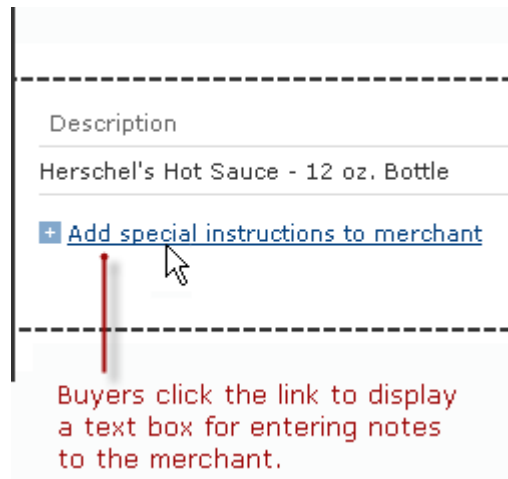 Description
Herschel's Hot Sauce - 12 oz. Bottle
+ Add special instructions to merchant
Buyers click the link to display
a text box for entering notes
to the merchant.